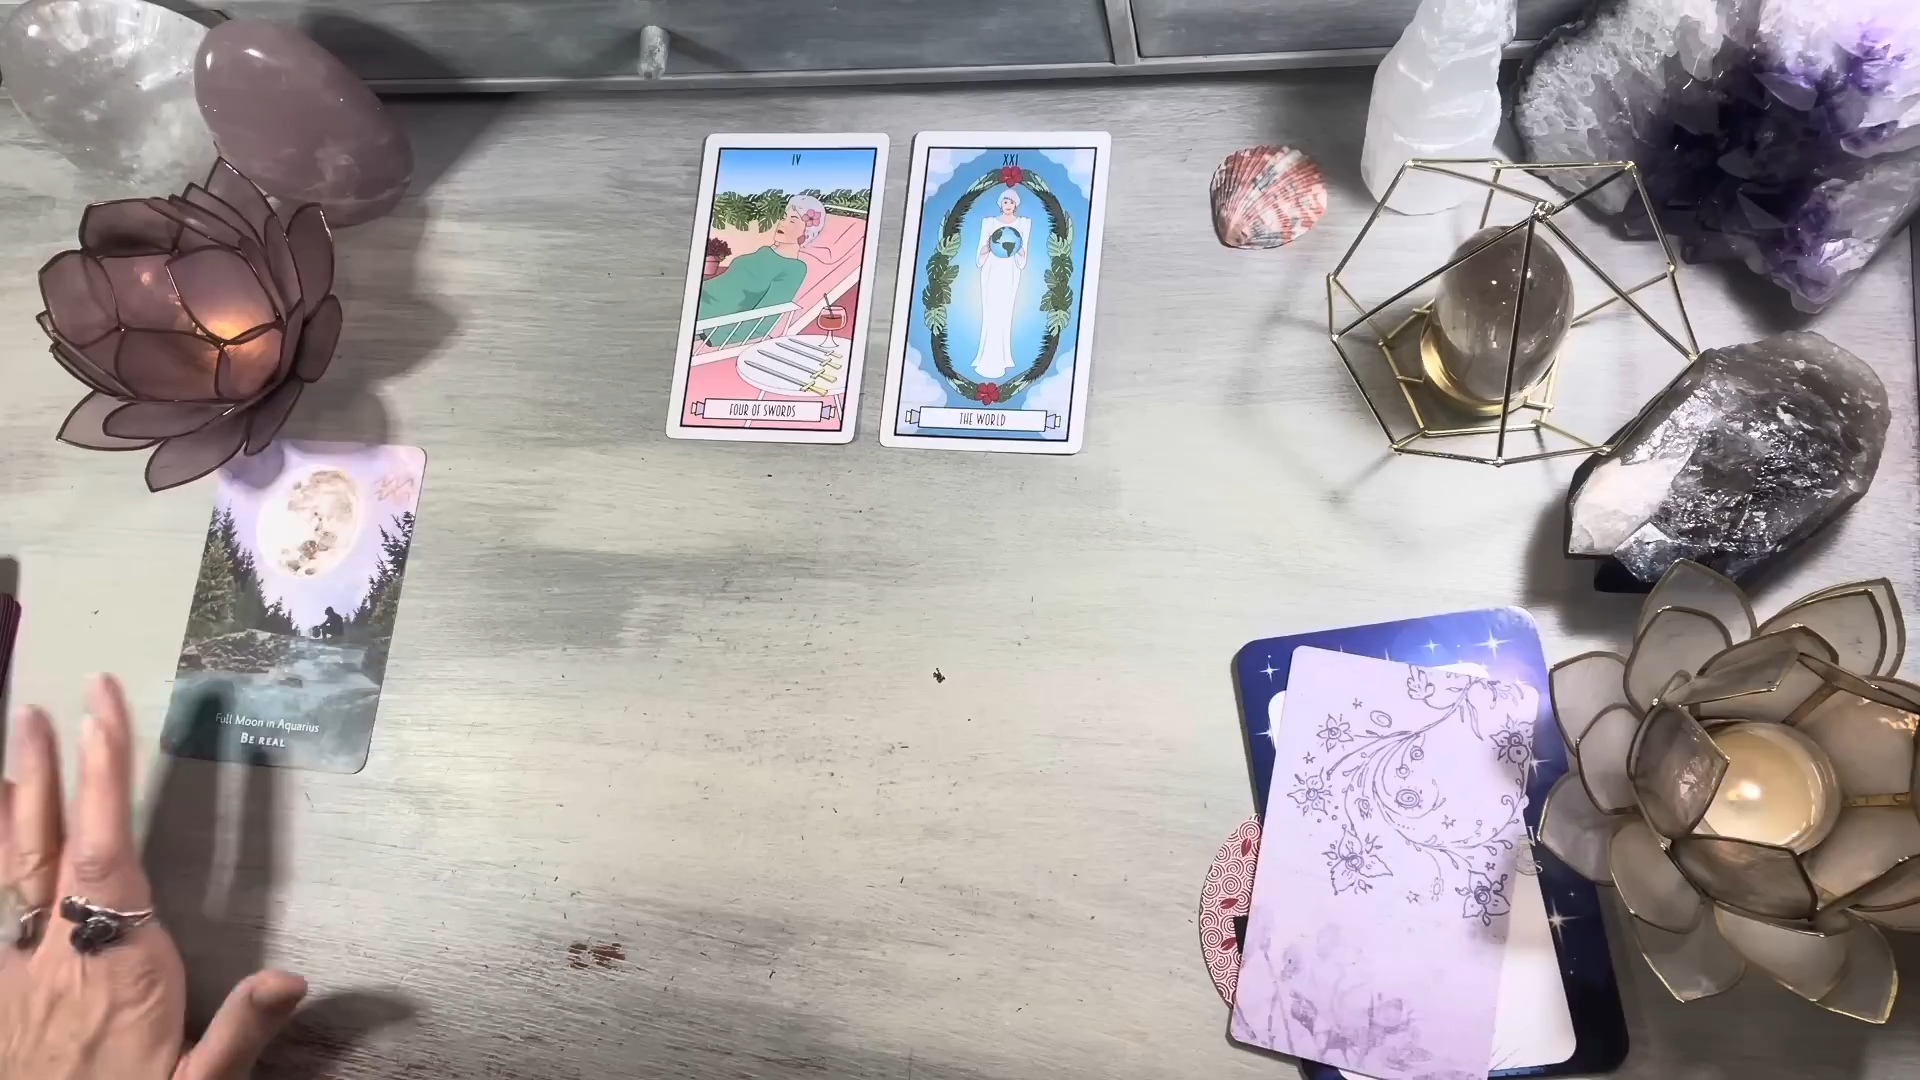 IV
FOUR OF SWORDS
XXI
THE WORLD
Full Moon in Aquarius
BE REAL